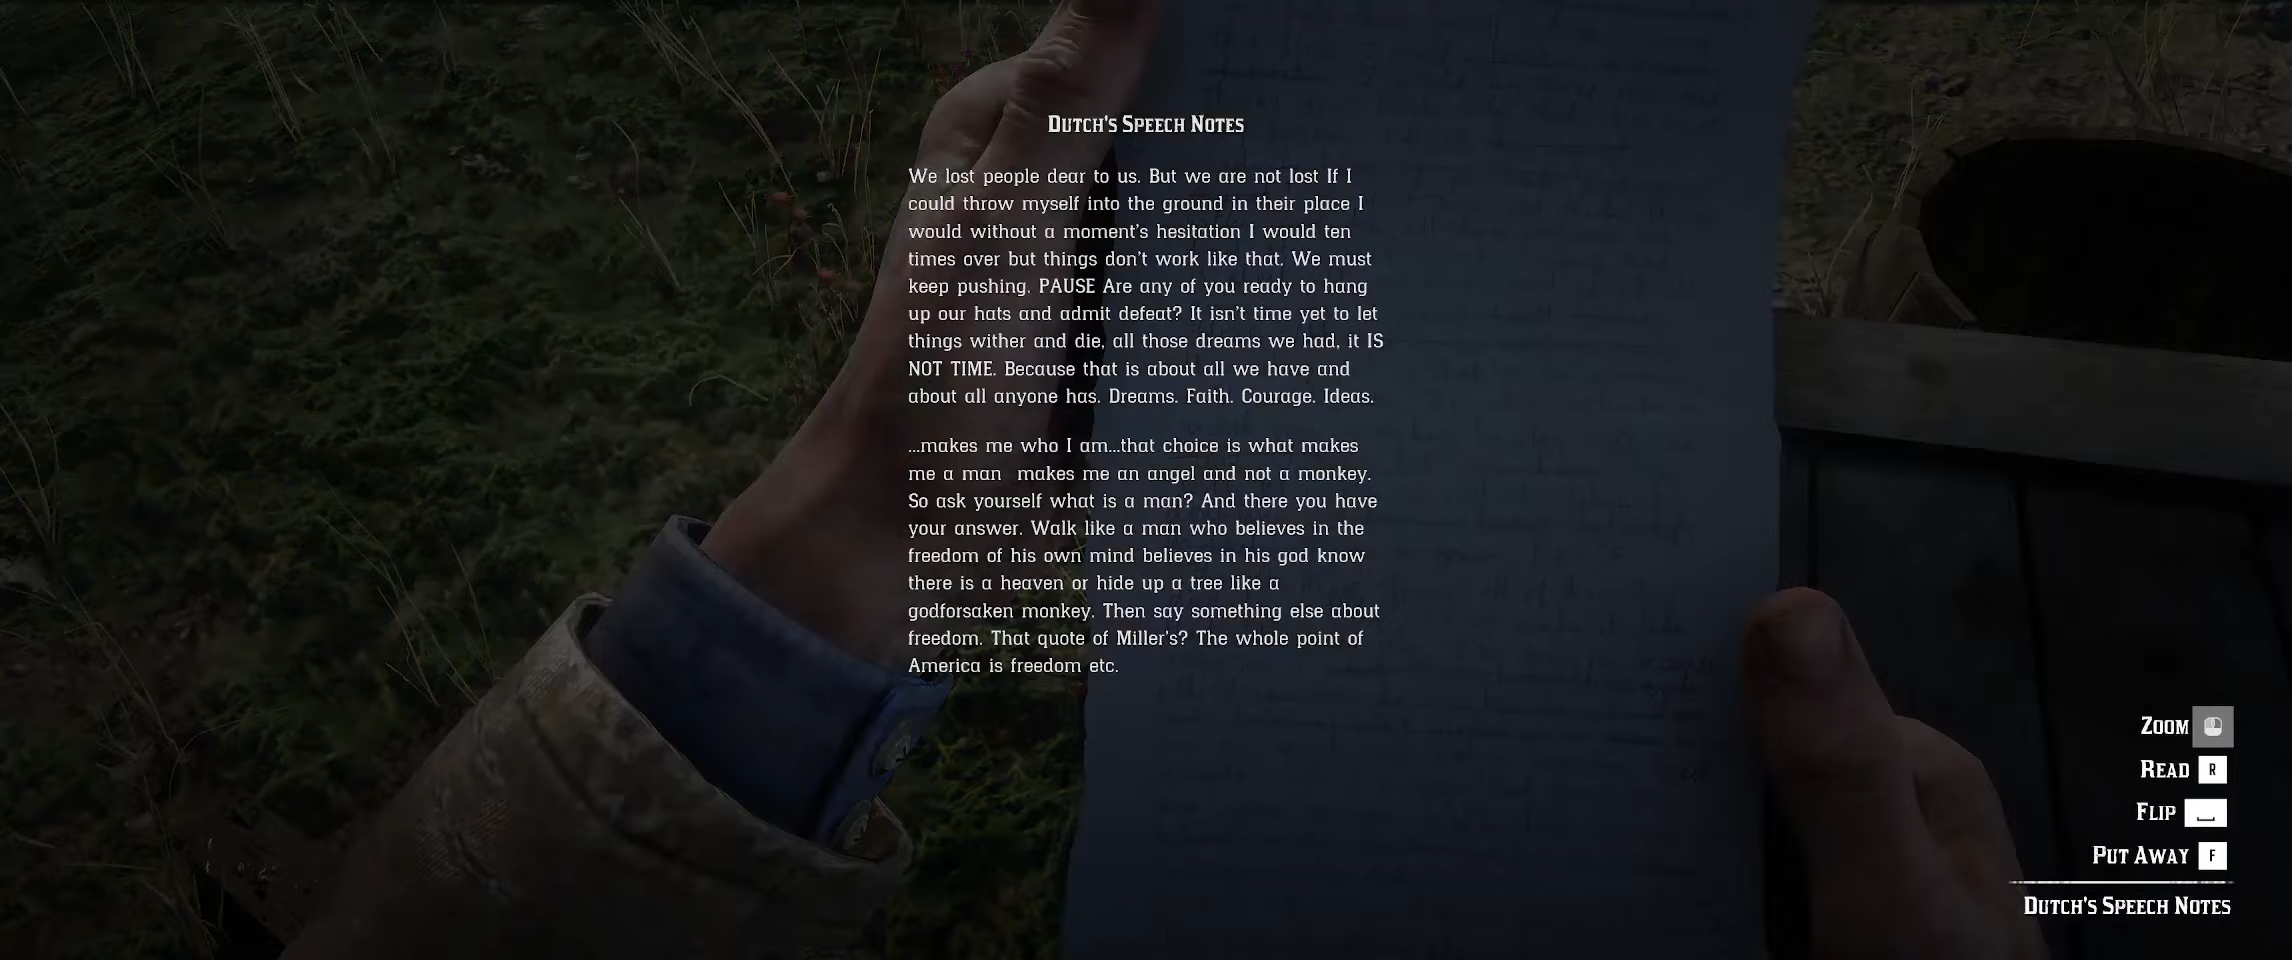 Dutch's Speech Notes
We lost people dear to us. But we are not lost If I
could throw myself into the ground in their place I
would without a moment's hesitation I would ten
times over but things don't work like that. We must
keep pushing. PAUSE Are any of you ready to hang
up our hats and admit defeat? It isn't time yet to let
things wither and die, all those dreams we had, it IS
NOT TIME. Because that is about all we have and
about all anyone has. Dreams. Faith. Courage. Ideas.
...makes me who I am...that choice is what makes
me a man  makes me an angel and not a monkey.
So ask yourself what is a man? And there you have
your answer. Walk like a man who believes in the
freedom of his own mind believes in his god know
there is a heaven or hide up a tree like a
godforsaken monkey. Then say something else about
freedom. That quote of Miller's? The whole point of
America is freedom etc.
Zoom
Read R
Flip
Put Away F
Dutch's Speech Notes